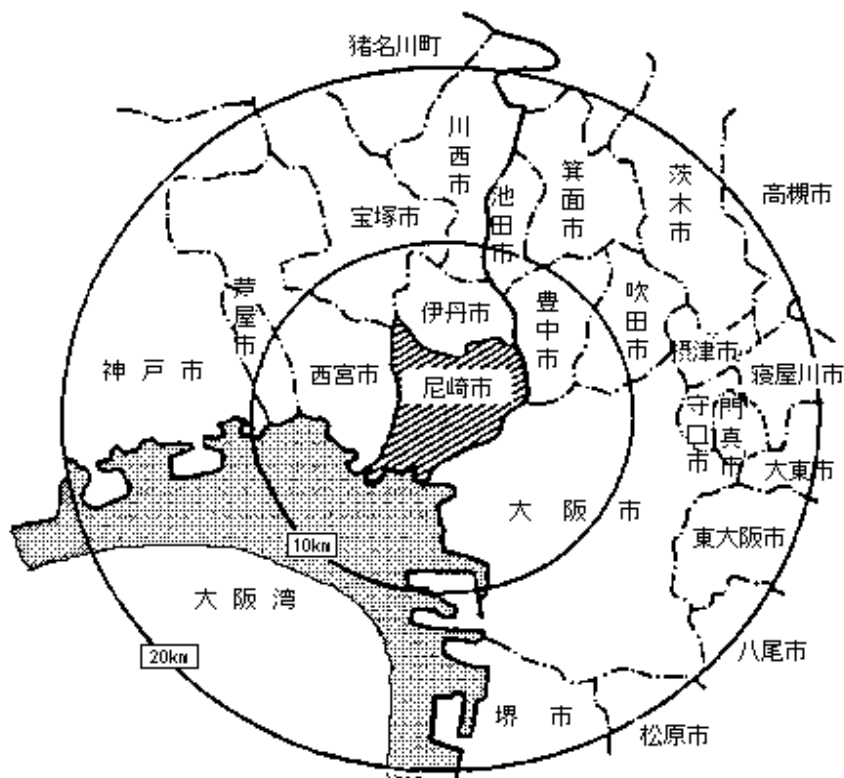 猪名川町
川西市
池田市
箕面市
茨木市
高槻市
宝塚市
芦屋市
伊丹市
豊中市
吹田市
摂津市
寝屋川市
神戸市
西宮市
尼崎市
守口市
門真市
大東市
大阪市
東大阪市
10km
大阪湾
20km
八尾市
堺市
松原市